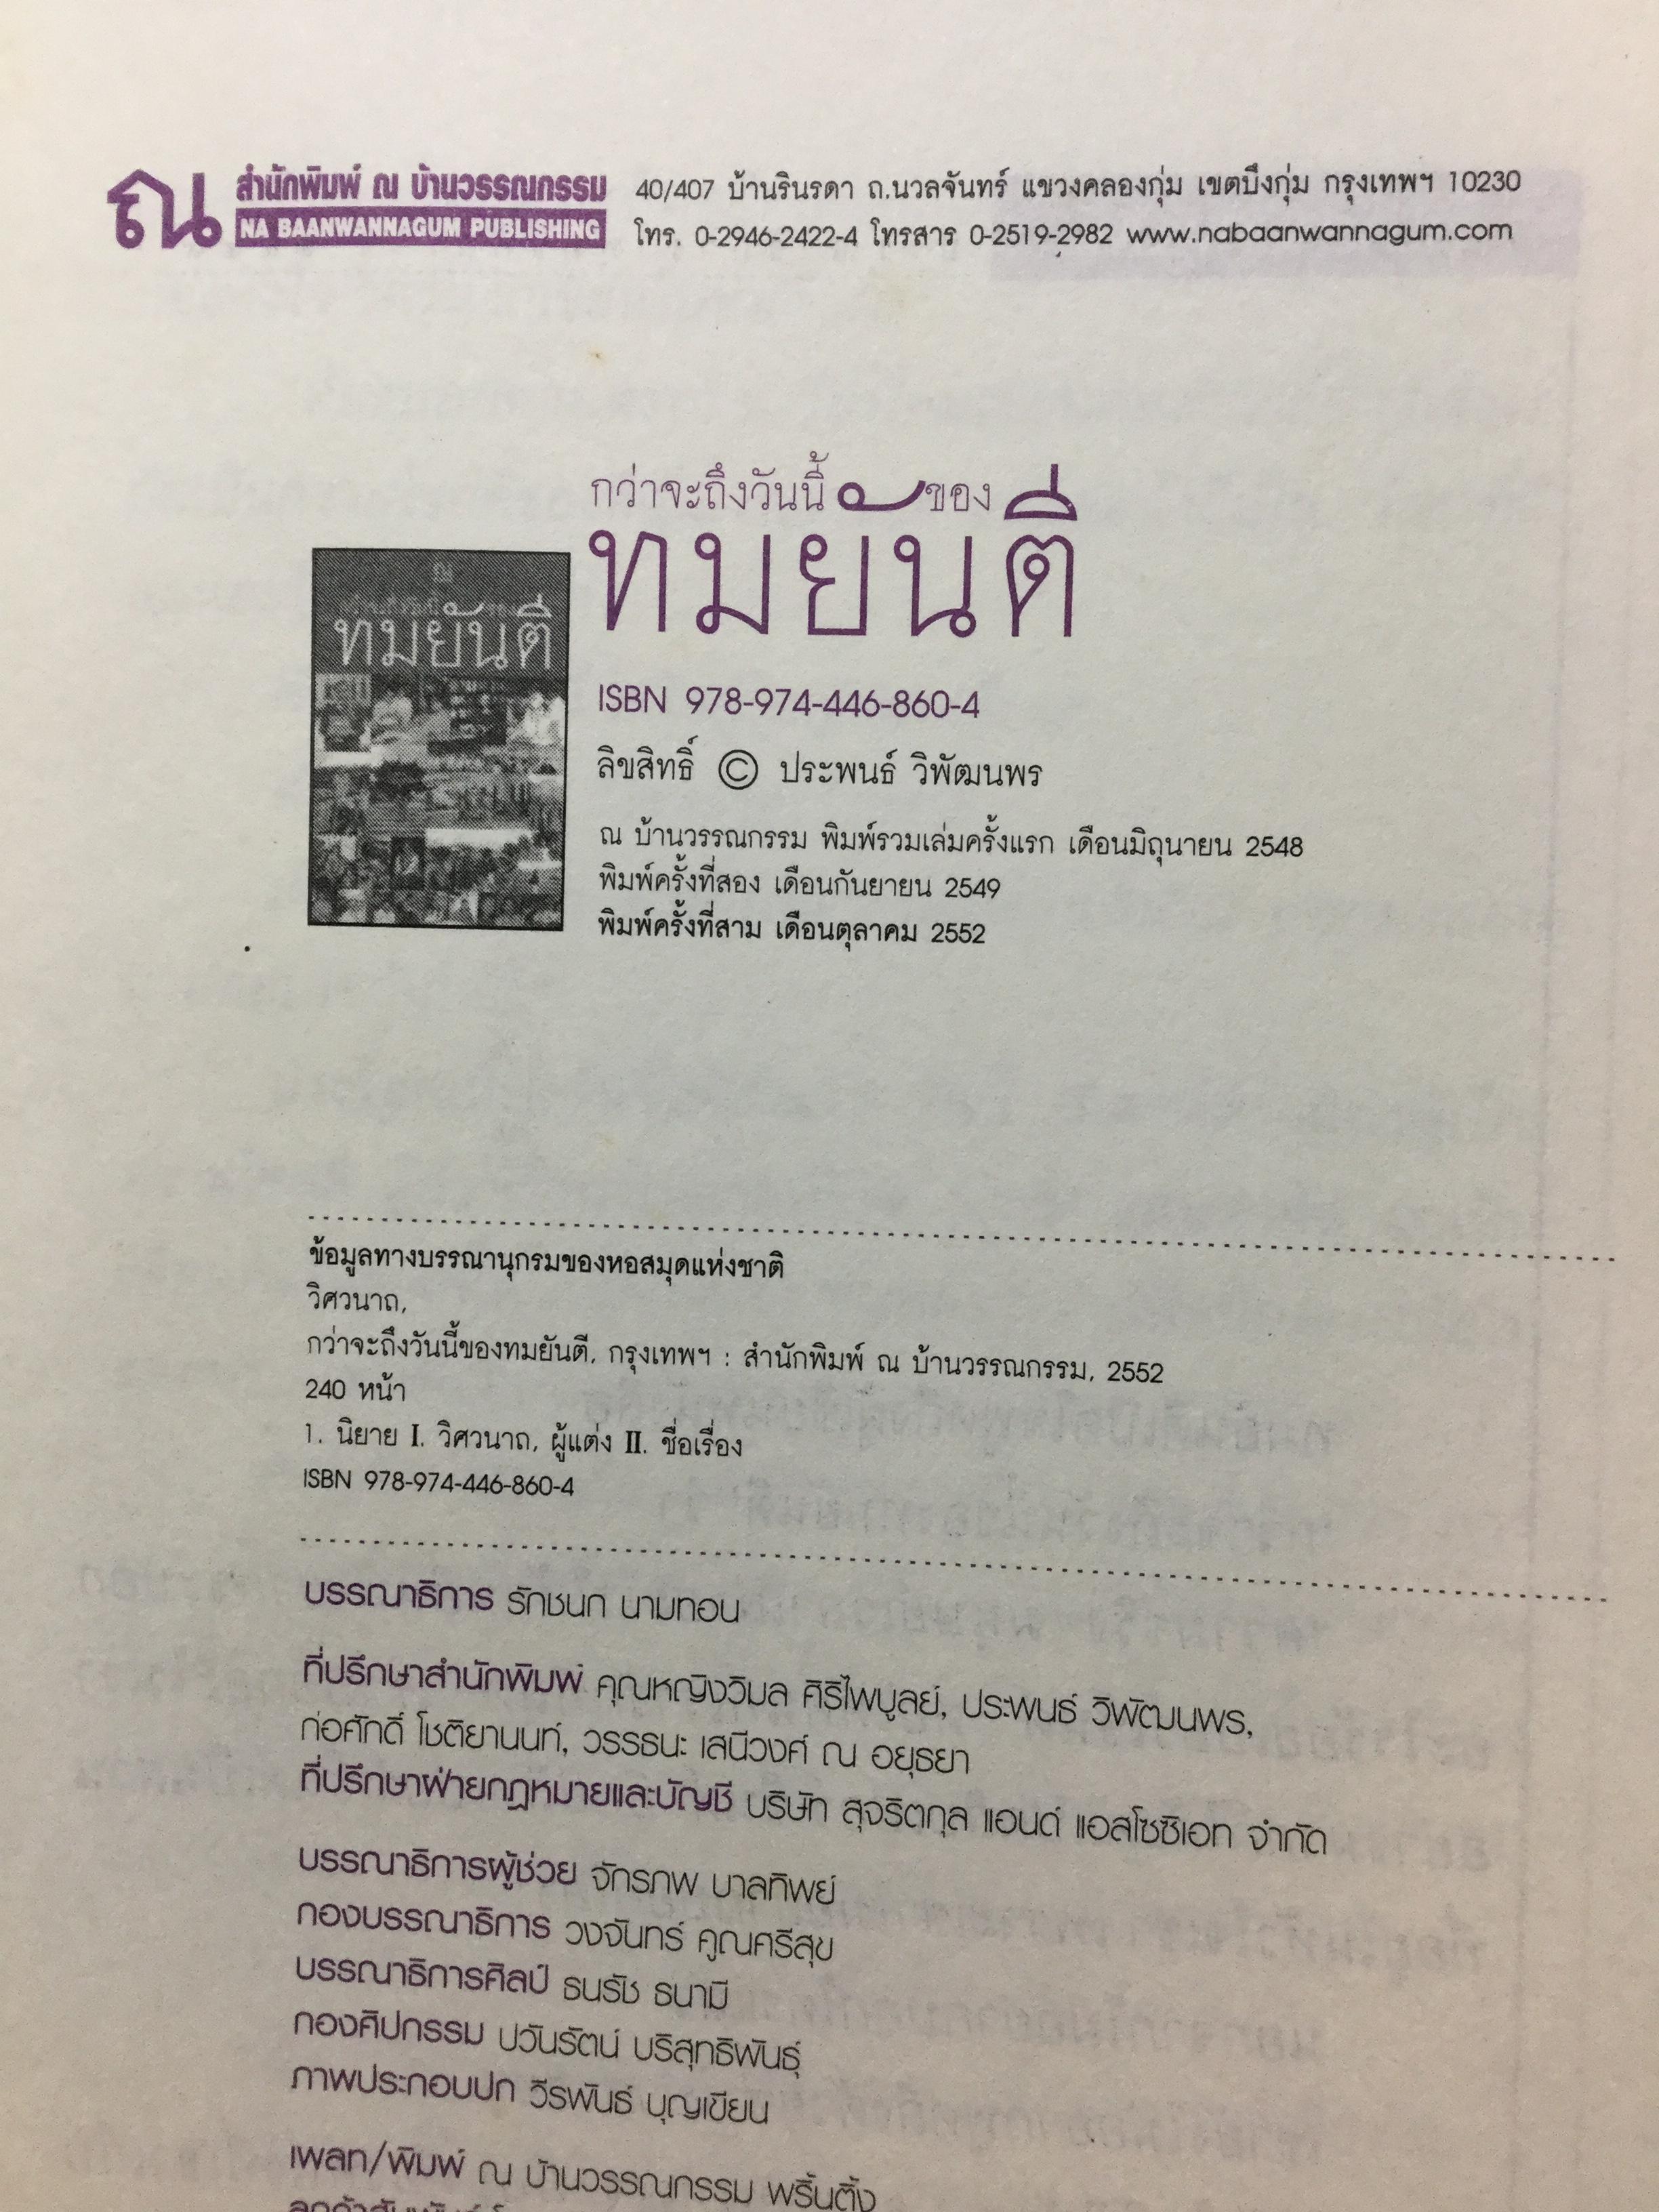 ณ สำนักพิมพ์ ณ บ้านวรรณกรรม
NA BAANWANNAGUM PUBLISHING
40/407 บ้านรินรดา ถ.นวลจันทร์ แขวงคลองกุ่ม เขตบึงกุ่ม กรุงเทพฯ 10230
โทร. 0-2946-2422-4 โทรสาร 0-2519-2982 www.nabaanwannagum.com
กว่าจะถึงวันนี้ ของ
ทมยันตี
ณ
กว่าจะถึงวันนี้ ของ
ทมยันตี
ISBN 978-974-446-860-4
ลิขสิทธิ์ © ประพนธ์ วิพัฒนพร
ณ บ้านวรรณกรรม พิมพ์รวมเล่มครั้งแรก เดือนมิถุนายน 2548
พิมพ์ครั้งที่สอง เดือนกันยายน 2549
พิมพ์ครั้งที่สาม เดือนตุลาคม 2552
ข้อมูลทางบรรณานุกรมของหอสมุดแห่งชาติ
วิศวนาถ,
กว่าจะถึงวันนี้ของทมยันตี, กรุงเทพฯ : สำนักพิมพ์ ณ บ้านวรรณกรรม, 2552
240 หน้า
1. นิยาย I. วิศวนาถ, ผู้แต่ง II. ชื่อเรื่อง
ISBN 978-974-446-860-4
บรรณาธิการ รักชนก นามทอน
ที่ปรึกษาสำนักพิมพ์ คุณหญิงวิมล ศิริไพบูลย์, ประพนธ์ วิพัฒนพร,
ก่อศักดิ์ โชติยานนท์, วรรธนะ เสนีวงศ์ ณ อยุธยา
ที่ปรึกษาฝ่ายกฎหมายและบัญชี บริษัท สุจริตกุล แอนด์ แอสโซซิเอท จำกัด
บรรณาธิการผู้ช่วย จักรภพ บาลทิพย์
กองบรรณาธิการ วงจันทร์ คูณศรีสุข
บรรณาธิการศิลป์ ธนรัช ธนามี
กองศิปกรรม ปวันรัตน์ บริสุทธิพันธุ์
ภาพประกอบปก วีรพันธ์ บุญเขียน
เพลท/พิมพ์ ณ บ้านวรรณกรรม พริ้นติ้ง